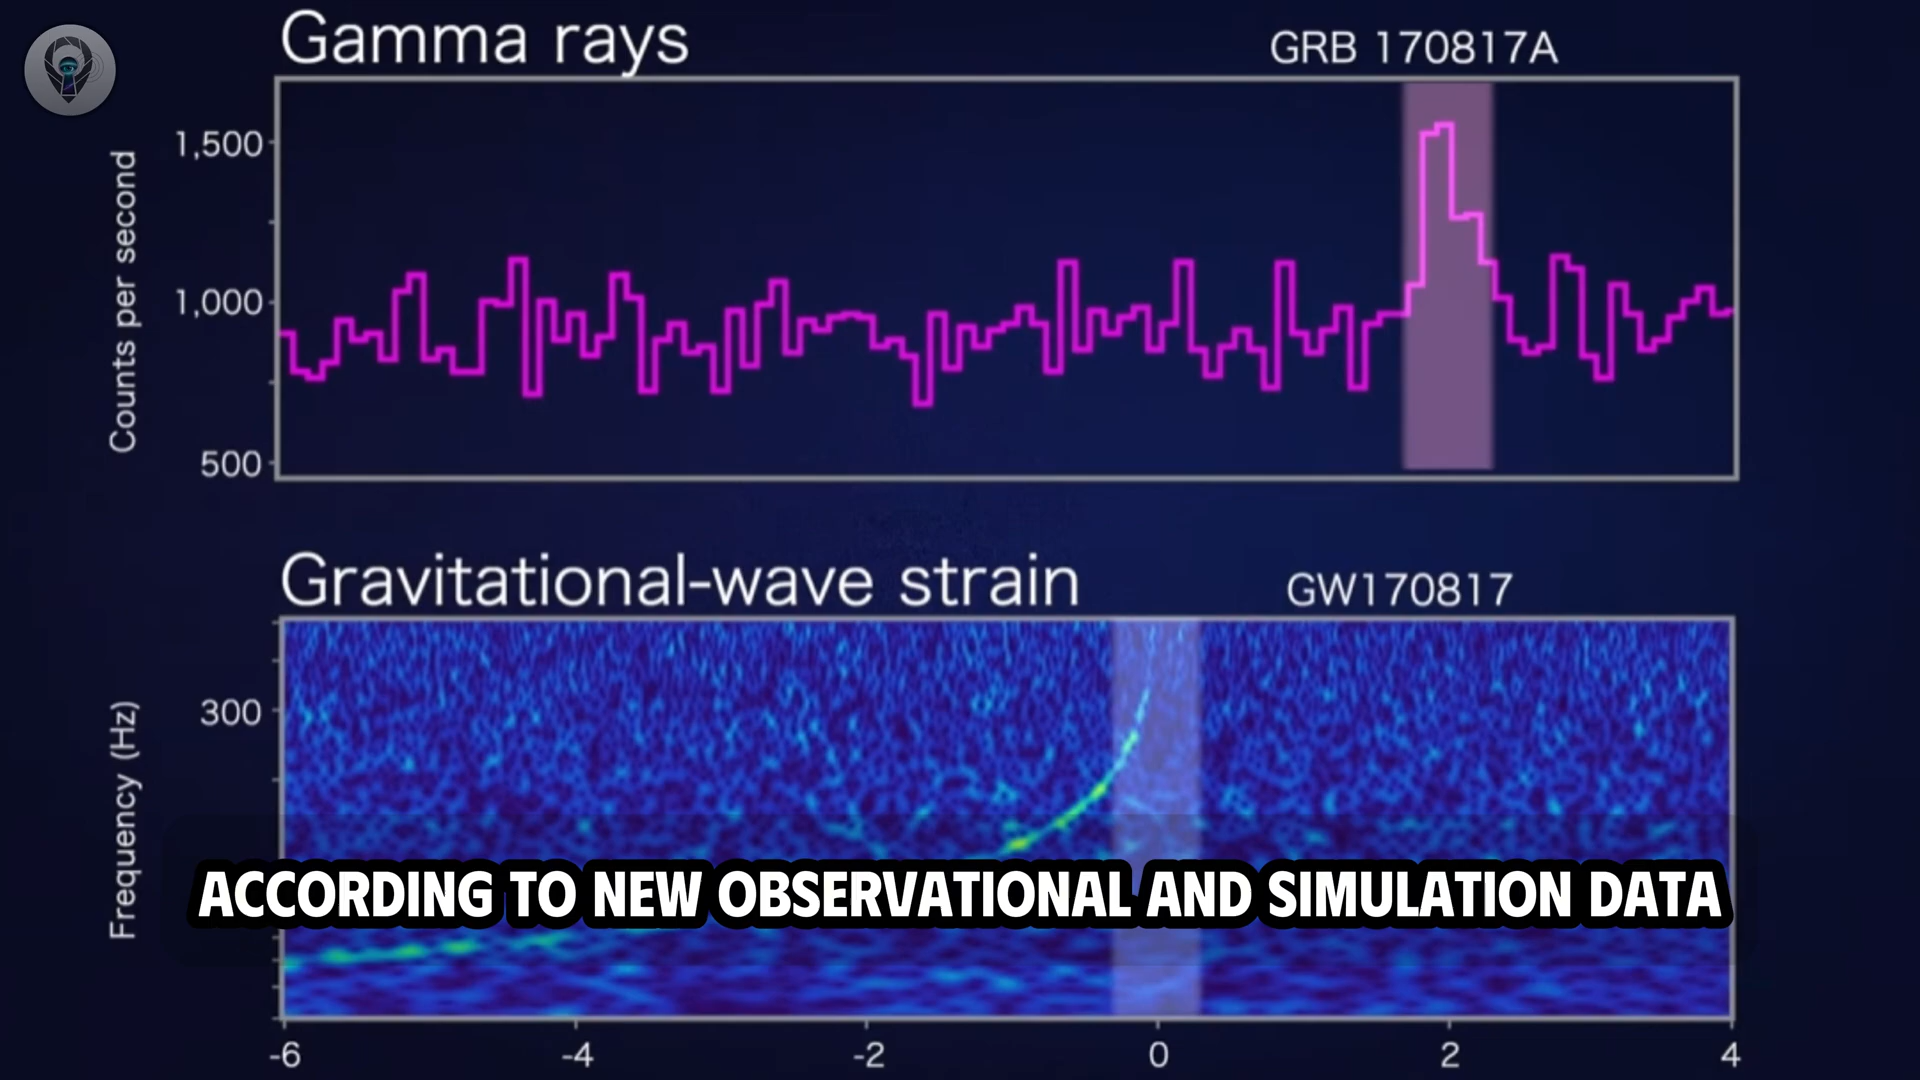 Gamma rays
GRB 170817A
Counts per second
1,500
1,000
500
Gravitational-wave strain
GW170817
Frequency (Hz)
300
ACCORDING TO NEW OBSERVATIONAL AND SIMULATION DATA
-6
-4
-2
0
2
4